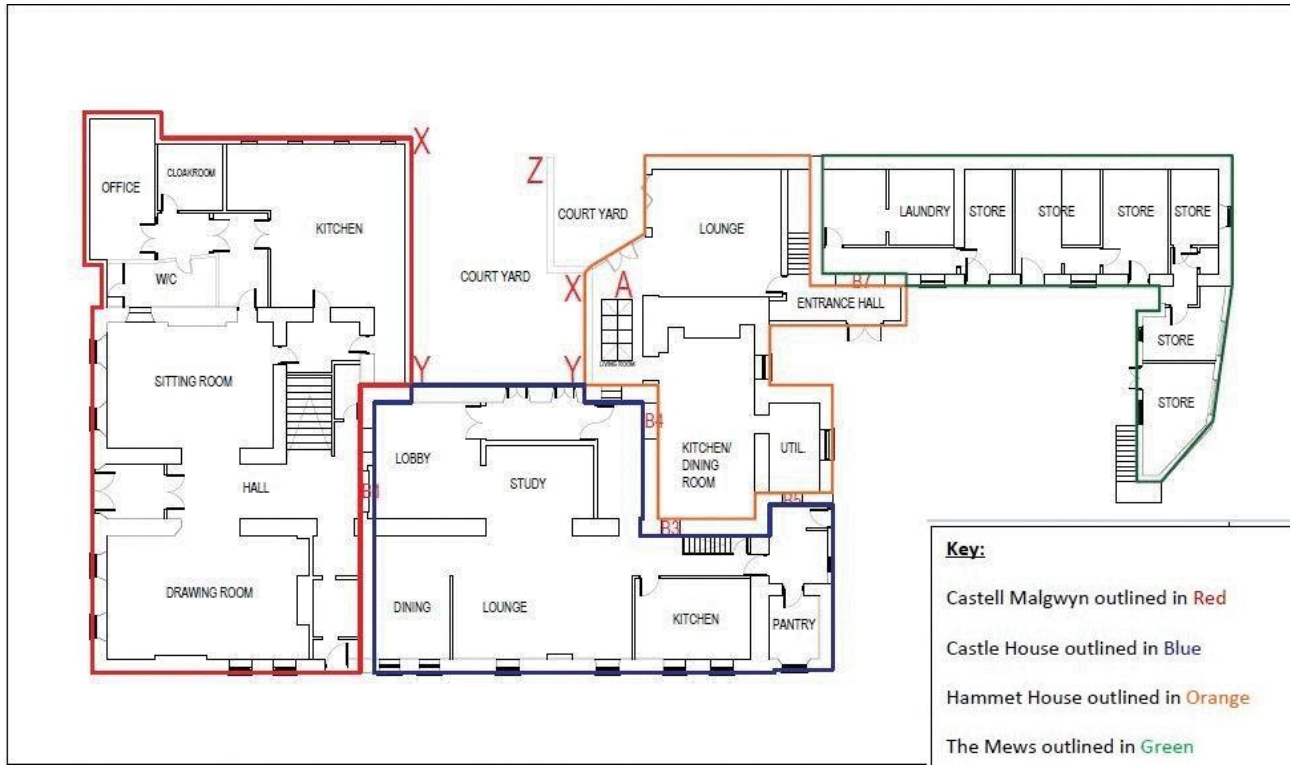 OFFICE
CLOAKROOM
KITCHEN
W/C
X
COURT YARD
Z
COURT YARD
LOUNGE
LAUNDRY
STORE
STORE
STORE
STORE
X
A
B7
ENTRANCE HALL
STORE
STORE
SITTING ROOM
LIVING ROOM
Y
Y
HALL
B1
LOBBY
STUDY
B4
KITCHEN/
DINING
ROOM
UTIL.
B5
B3
DRAWING ROOM
DINING
LOUNGE
KITCHEN
PANTRY
Key:
Castell Malgwyn outlined in Red
Castle House outlined in Blue
Hammet House outlined in Orange
The Mews outlined in Green